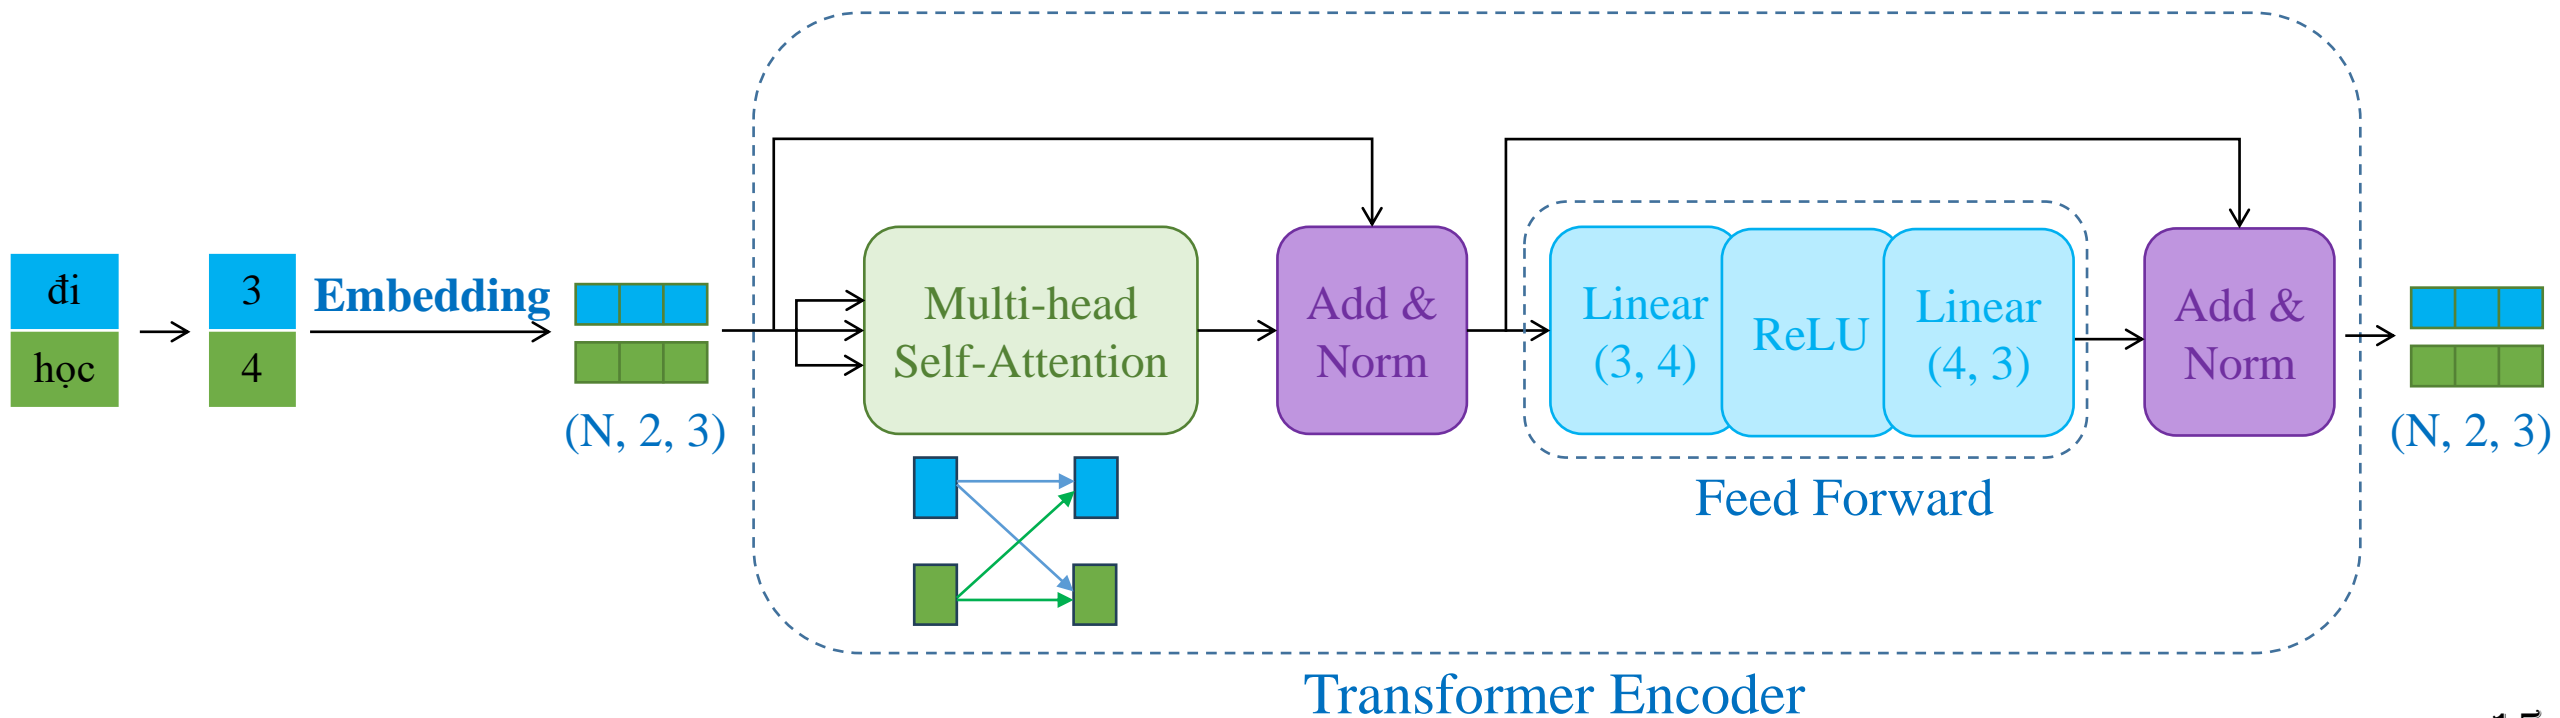 đi
học
3
4
Embedding
(N, 2, 3)
Multi-head
Self-Attention
Add &
Norm
Linear
(3, 4)
ReLU
Linear
(4, 3)
Feed Forward
Add &
Norm
(N, 2, 3)
Transformer Encoder